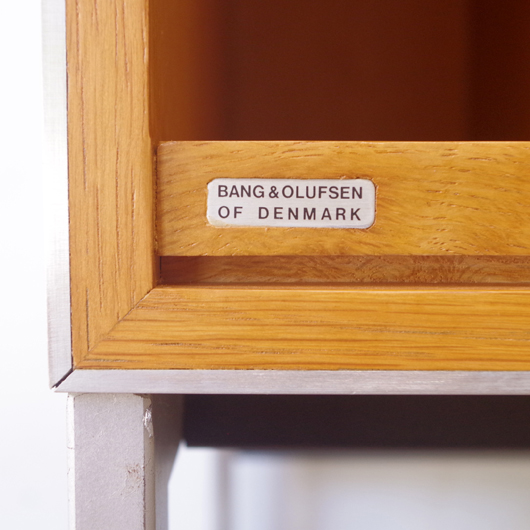 BANG & OLUFSEN
OF DENMARK